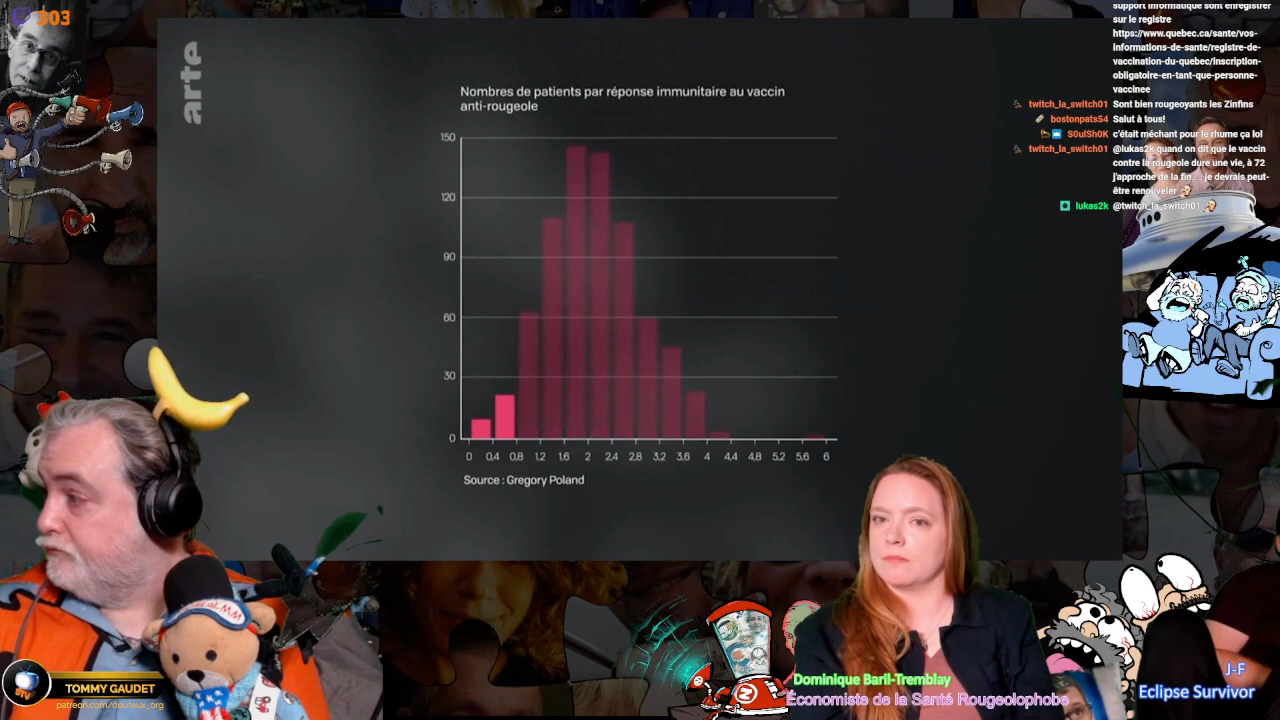 303
support informatique sont enregistrer
sur le registre
https://www.quebec.ca/sante/vos-
informations-de-sante/registre-de-
vaccination-du-quebec/inscription-
obligatoire-en-tant-que-personne-
vaccinee
twitch_la_switch01 Sont bien rougeoyants les Zinfins
bostonpats54 Salut à tous!
S0ulSh0K c'était méchant pour le rhume ça lol
twitch_la_switch01 @lukas2k quand on dit que le vaccin
contre la rougeole dure une vie, à 72
j'approche de la fin.... je devrais peut-
être renouveler
lukas2k @twitch_la_switch01
arte
Nombres de patients par réponse immunitaire au vaccin
anti-rougeole
150
120
90
60
30
0
0 0,4 0,8 1,2 1,6 2 2,4 2,8 3,2 3,6 4 4,4 4,8 5,2 5,6 6
Source : Gregory Poland
TOMMY GAUDET
patreon.com/douteux_org
DTV
Dominique Baril-Tremblay
Économiste de la Santé Rougeolophobe
J-F
Eclipse Survivor